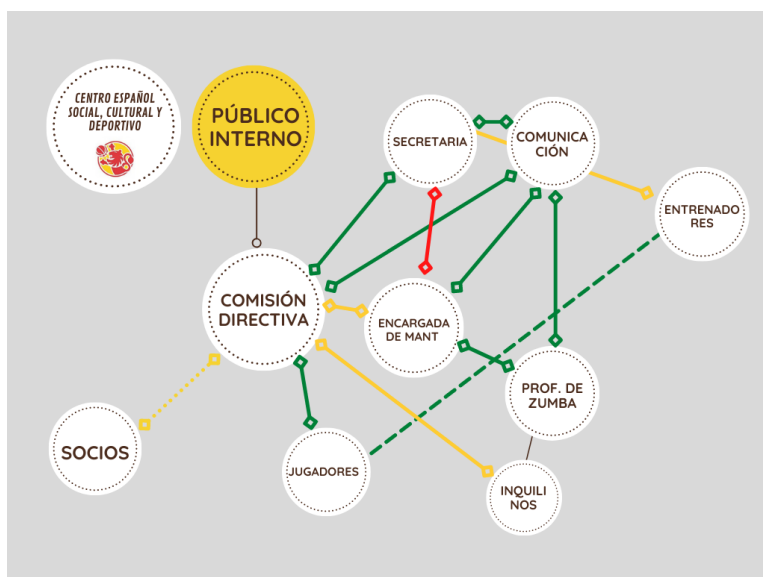 CENTRO ESPAÑOL
SOCIAL, CULTURAL Y
DEPORTIVO
PÚBLICO
INTERNO
SECRETARIA
COMUNICA
CIÓN
ENTRENADO
RES
COMISIÓN
DIRECTIVA
ENCARGADA
DE MANT
PROF. DE
ZUMBA
SOCIOS
JUGADORES
INQUILI
NOS